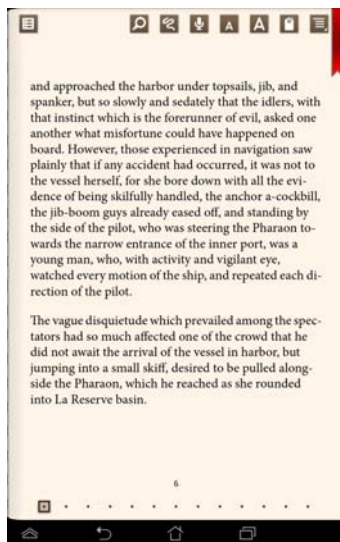 A
A
and approached the harbor under topsails, jib, and
spanker, but so slowly and sedately that the idlers, with
that instinct which is the forerunner of evil, asked one
another what misfortune could have happened on
board. However, those experienced in navigation saw
plainly that if any accident had occurred, it was not to
the vessel herself, for she bore down with all the evi-
dence of being skilfully handled, the anchor a-cockbill,
the jib-boom guys already eased off, and standing by
the side of the pilot, who was steering the Pharaon to-
wards the narrow entrance of the inner port, was a
young man, who, with activity and vigilant eye,
watched every motion of the ship, and repeated each di-
rection of the pilot.
The vague disquietude which prevailed among the spec-
tators had so much affected one of the crowd that he
did not await the arrival of the vessel in harbor, but
jumping into a small skiff, desired to be pulled along-
side the Pharaon, which he reached as she rounded
into La Reserve basin.
6